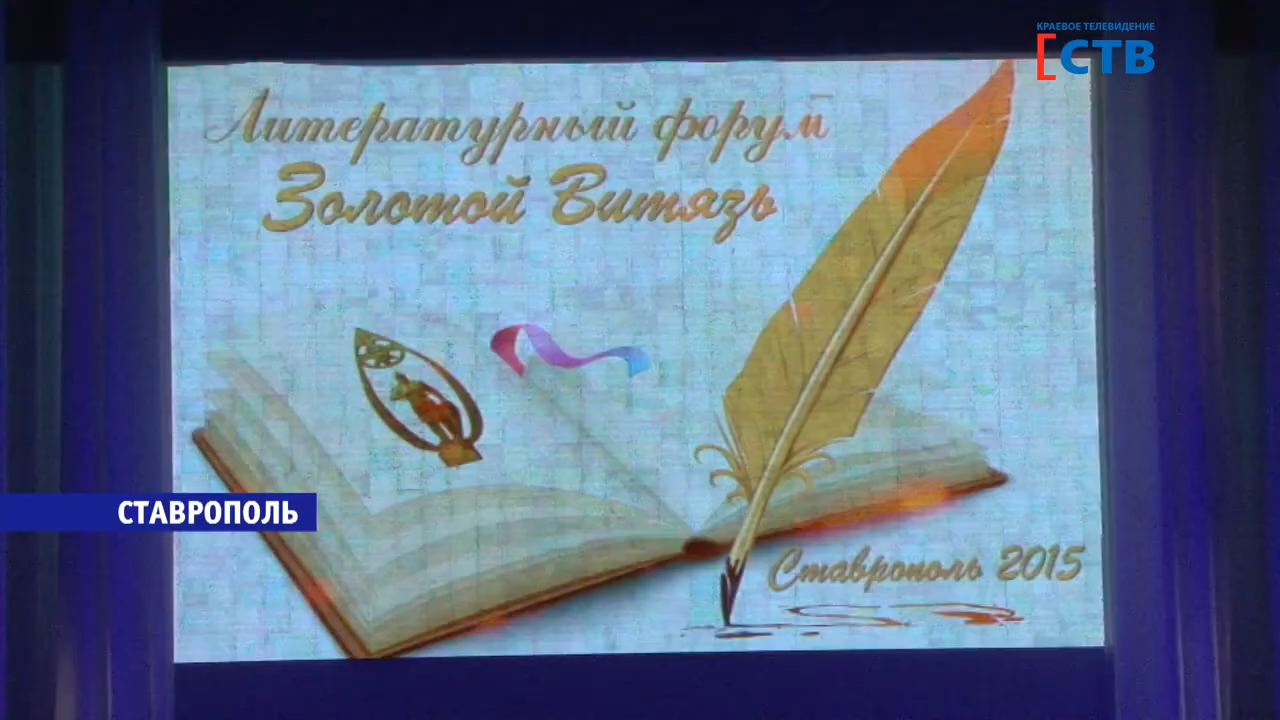 КРАЕВОЕ ТЕЛЕВИДЕНИЕ
СТВ
Литературный форум
Золотой Витязь
СТАВРОПОЛЬ
Ставрополь 2015